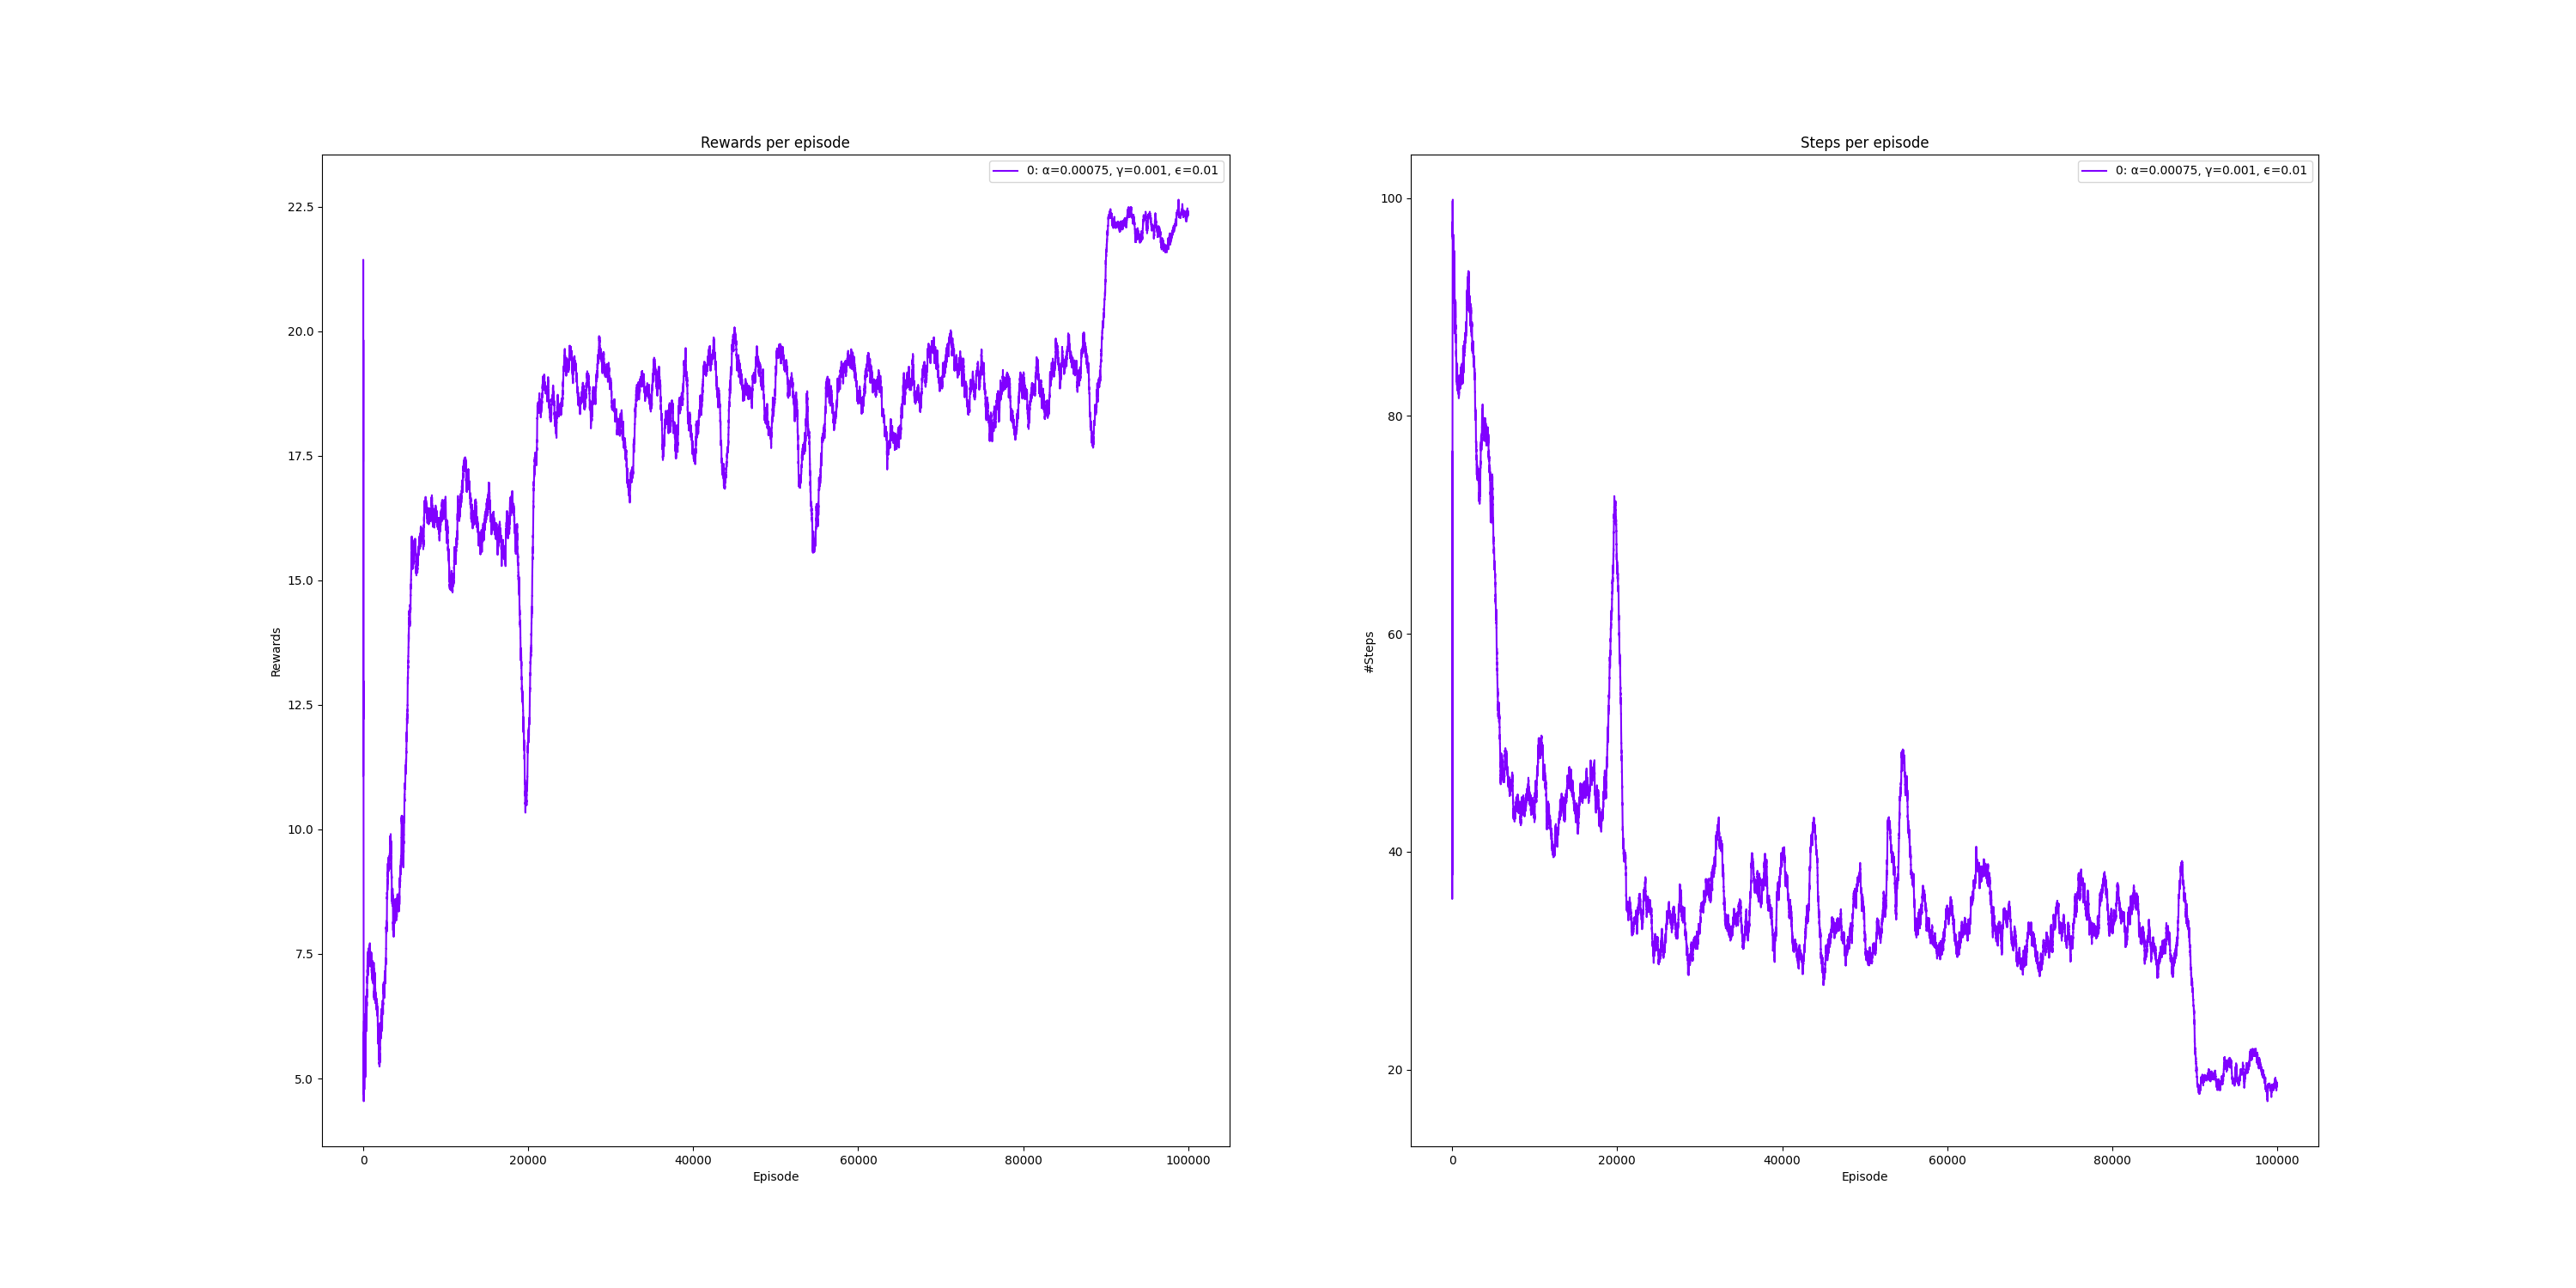 Rewards per episode
0: α=0.00075, γ=0.001, ϵ=0.01
22.5
20.0
17.5
15.0
12.5
10.0
7.5
5.0
Rewards
0 20000 40000 60000 80000 100000
Episode
Steps per episode
0: α=0.00075, γ=0.001, ϵ=0.01
100
80
60
40
20
#Steps
0 20000 40000 60000 80000 100000
Episode